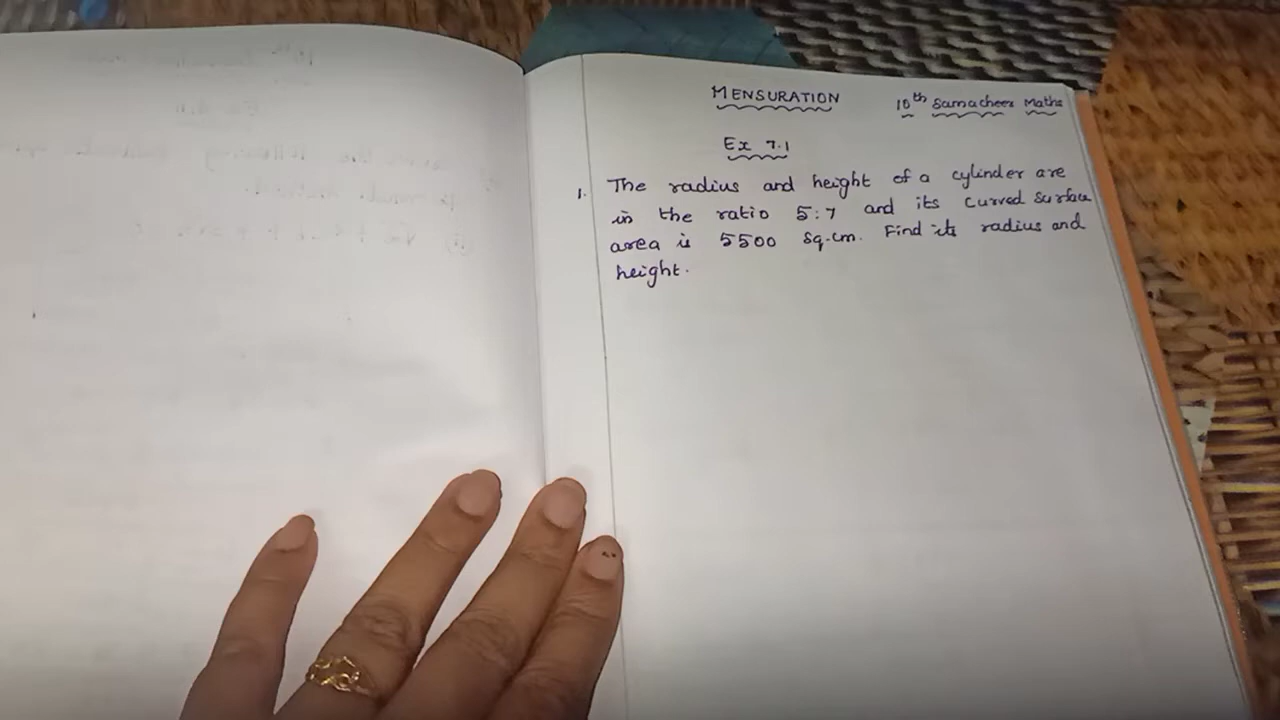 MENSURATION
10th Samacheer Maths
Ex 7.1
1. The radius and height of a cylinder are
in the ratio 5:7 and its curved surface
area is 5500 sq.cm. Find its radius and
height.